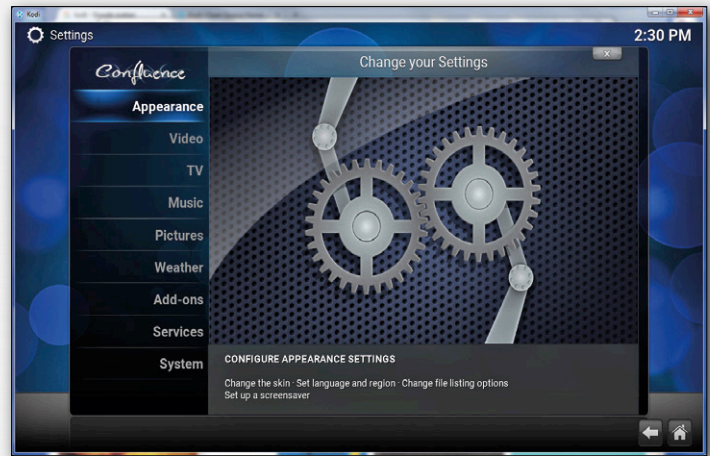 Kodi
Settings
2:30 PM
Confluence
Change your Settings
x
Appearance
Video
TV
Music
Pictures
Weather
Add-ons
Services
System
CONFIGURE APPEARANCE SETTINGS
Change the skin · Set language and region · Change file listing options
Set up a screensaver